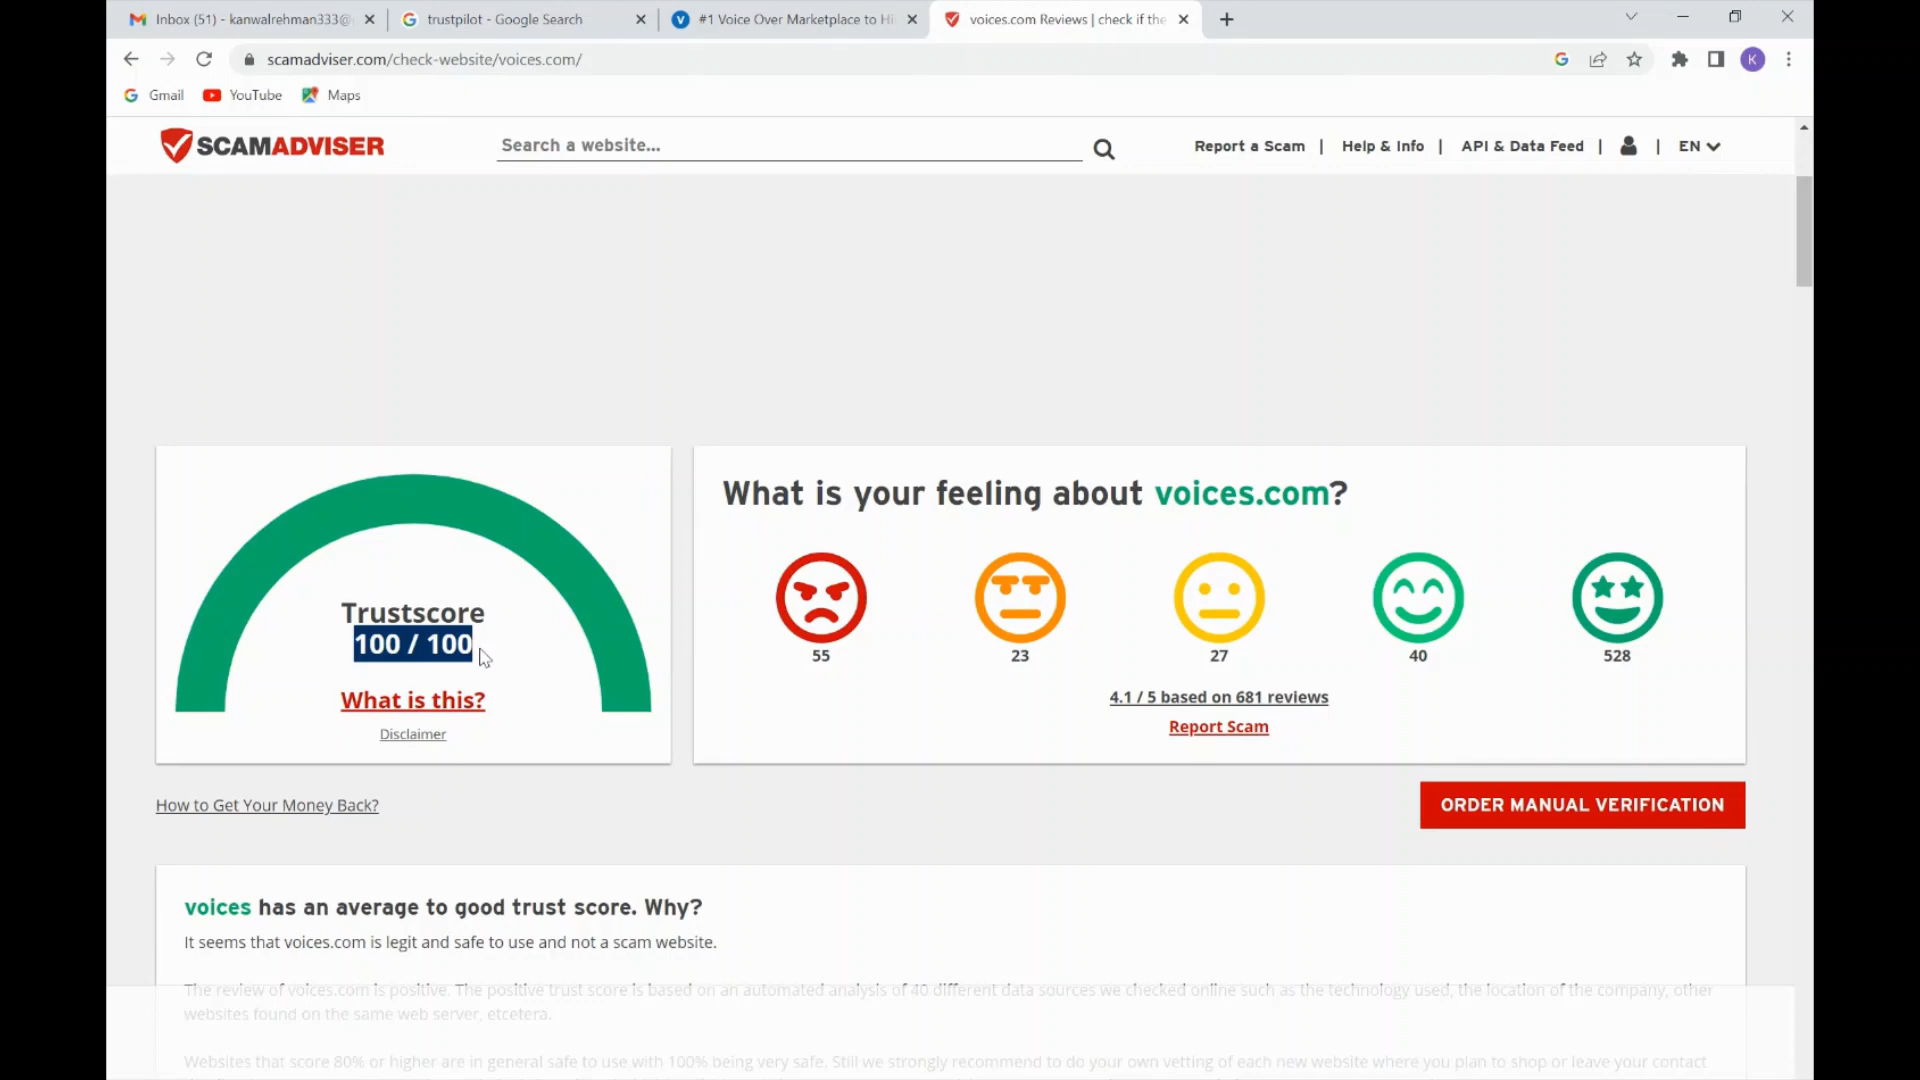 Inbox (51) - kanwalrehman333@
trustpilot - Google Search
#1 Voice Over Marketplace to Hi
voices.com Reviews | check if the
scamadviser.com/check-website/voices.com/
K
Gmail
YouTube
Maps
SCAMADVISER
Search a website...
Report a Scam | Help & Info | API & Data Feed | | EN
Trustscore
100 / 100
What is this?
Disclaimer
What is your feeling about voices.com?
55 23 27 40 528
4.1 / 5 based on 681 reviews
Report Scam
How to Get Your Money Back?
ORDER MANUAL VERIFICATION
voices has an average to good trust score. Why?
It seems that voices.com is legit and safe to use and not a scam website.
The review of voices.com is positive. The positive trust score is based on an automated analysis of 40 different data sources we checked online such as the technology used, the location of the company, other
websites found on the same web server, etcetera.
Websites that score 80% or higher are in general safe to use with 100% being very safe. Still we strongly recommend to do your own vetting of each new website where you plan to shop or leave your contact